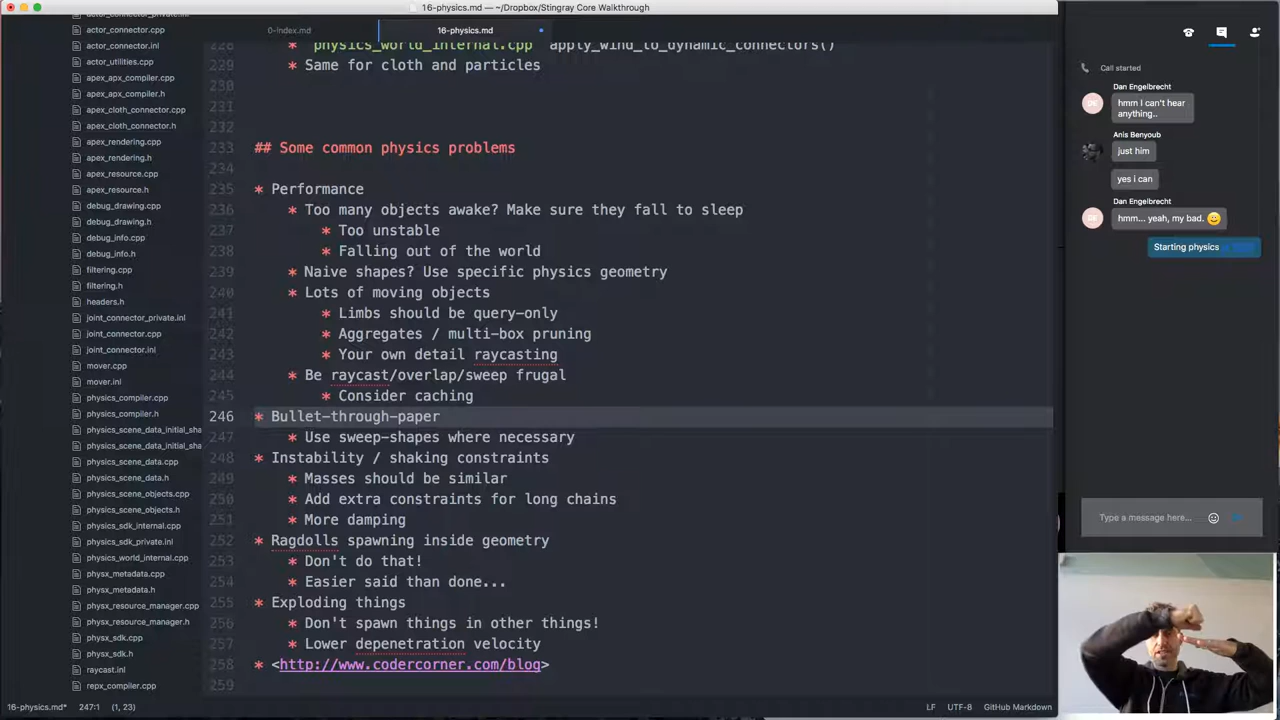 16-physics.md — ~/Dropbox/Stingray Core Walkthrough
0-index.md
16-physics.md
actor_connector.cpp
actor_connector.inl
actor_utilities.cpp
apex_apx_compiler.cpp
apex_apx_compiler.h
apex_cloth_connector.cpp
apex_cloth_connector.h
apex_rendering.cpp
apex_rendering.h
apex_resource.cpp
apex_resource.h
debug_drawing.cpp
debug_drawing.h
debug_info.cpp
debug_info.h
filtering.cpp
filtering.h
headers.h
joint_connector_private.inl
joint_connector.cpp
joint_connector.inl
mover.cpp
mover.inl
physics_compiler.cpp
physics_compiler.h
physics_scene_data_initial_sha
physics_scene_data_initial_sha
physics_scene_data.cpp
physics_scene_data.h
physics_scene_objects.cpp
physics_scene_objects.h
physics_sdk_internal.cpp
physics_sdk_private.inl
physics_world_internal.cpp
physx_metadata.cpp
physx_metadata.h
physx_resource_manager.cpp
physx_resource_manager.h
physx_sdk.cpp
physx_sdk.h
raycast.inl
repx_compiler.cpp
228 * `physics_world_internal.cpp` apply_wind_to_dynamic_connectors()
229 * Same for cloth and particles
230
231
232
233 ## Some common physics problems
234
235 * Performance
236 * Too many objects awake? Make sure they fall to sleep
237 * Too unstable
238 * Falling out of the world
239 * Naive shapes? Use specific physics geometry
240 * Lots of moving objects
241 * Limbs should be query-only
242 * Aggregates / multi-box pruning
243 * Your own detail raycasting
244 * Be raycast/overlap/sweep frugal
245 * Consider caching
246 * Bullet-through-paper
247 * Use sweep-shapes where necessary
248 * Instability / shaking constraints
249 * Masses should be similar
250 * Add extra constraints for long chains
251 * More damping
252 * Ragdolls spawning inside geometry
253 * Don't do that!
254 * Easier said than done...
255 * Exploding things
256 * Don't spawn things in other things!
257 * Lower depenetration velocity
258 * <http://www.codercorner.com/blog>
259
16-physics.md* 247:1 (1, 23)
LF UTF-8 GitHub Markdown
Call started
Dan Engelbrecht
hmm I can't hear
anything..
Anis Benyoub
just him
yes i can
Dan Engelbrecht
hmm... yeah, my bad.
Starting physics
Type a message here...